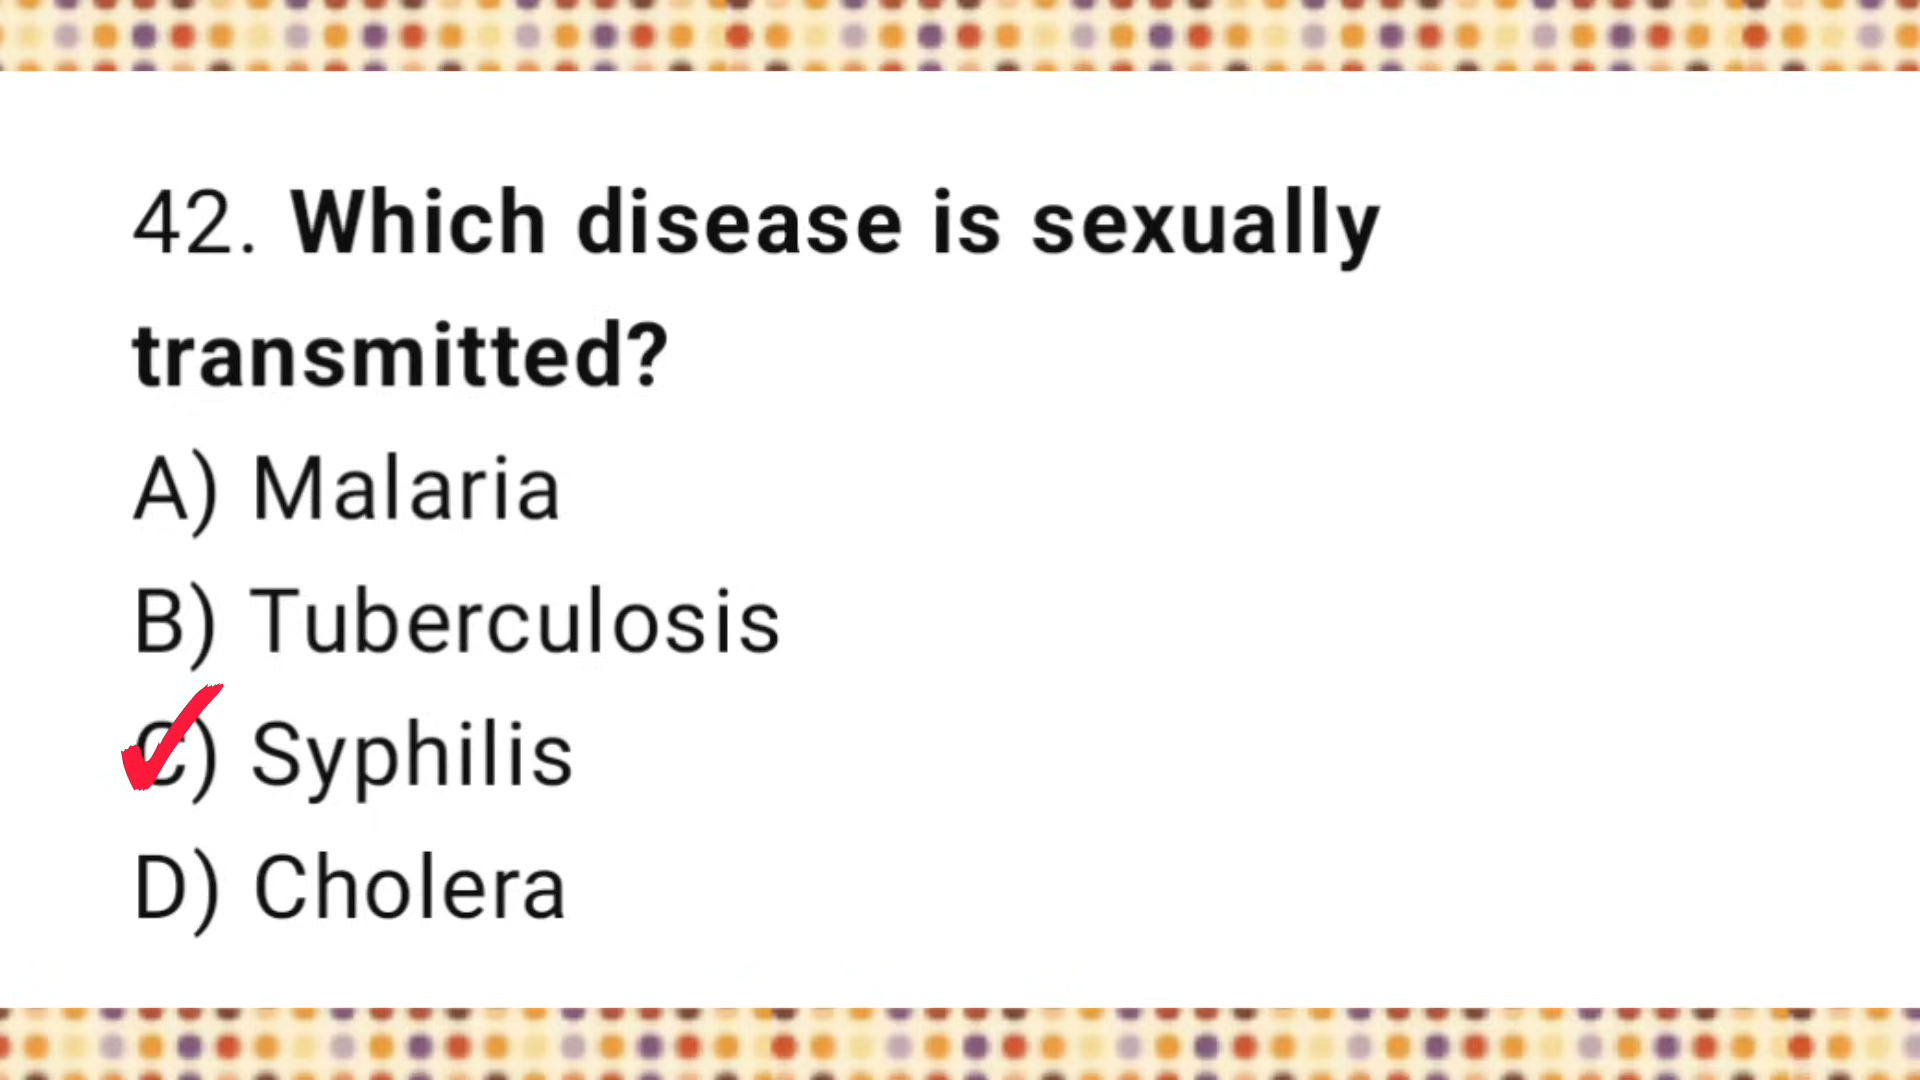 42. Which disease is sexually
transmitted?
A) Malaria
B) Tuberculosis
C) Syphilis
D) Cholera